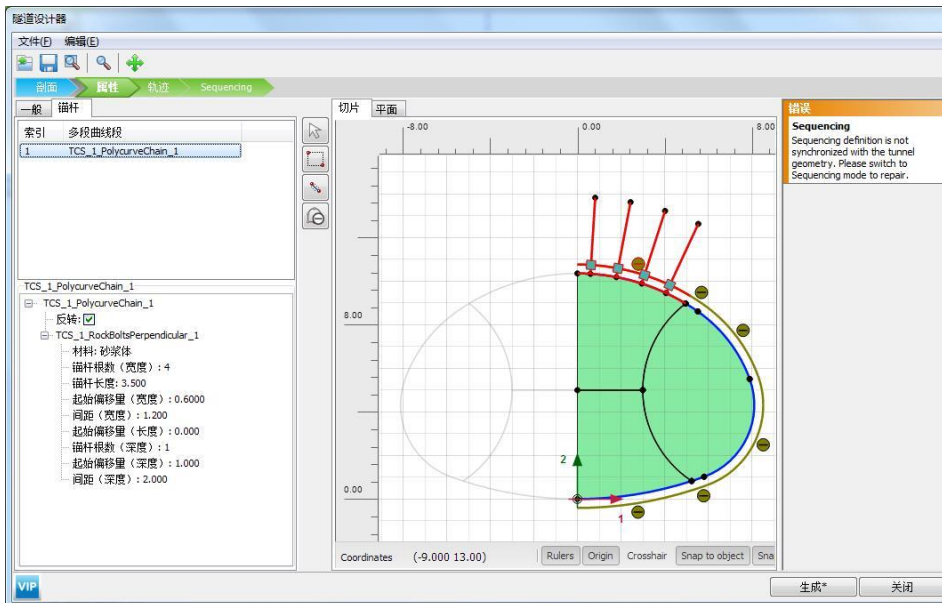 隧道设计器
文件(F) 编辑(E)
剖面 属性 轨迹 Sequencing
一般 锚杆
索引 多段曲线段
1 TCS_1_PolycurveChain_1
TCS_1_PolycurveChain_1
TCS_1_PolycurveChain_1
反转:
TCS_1_RockBoltsPerpendicular_1
材料: 砂浆体
锚杆根数（宽度）: 4
锚杆长度: 3.500
起始偏移量（宽度）: 0.6000
间距（宽度）: 1.200
起始偏移量（长度）: 0.000
锚杆根数（深度）: 1
起始偏移量（深度）: 1.000
间距（深度）: 2.000
切片 平面
-8.00 0.00 8.00
8.00
0.00
2
1
Coordinates (-9.000 13.00) Rulers Origin Crosshair Snap to object Sna
错误
Sequencing
Sequencing definition is not
synchronized with the tunnel
geometry. Please switch to
Sequencing mode to repair.
VIP
生成* 关闭